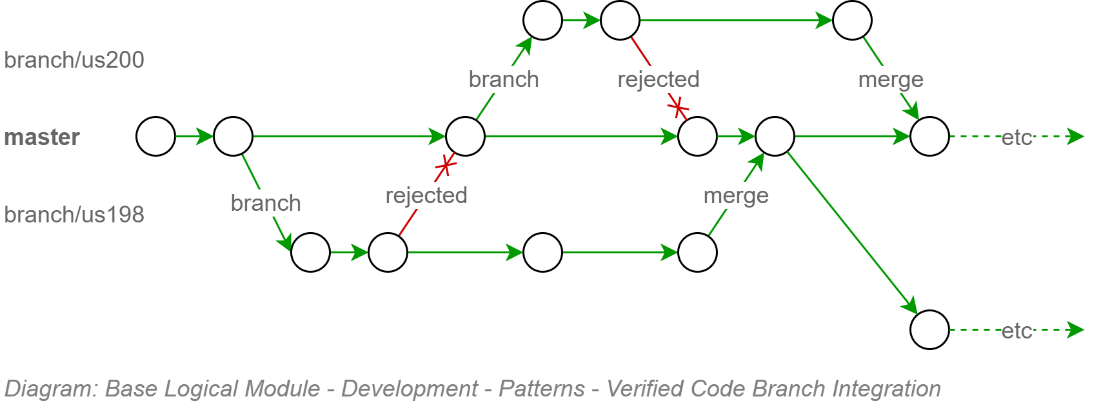 branch/us200
branch
rejected
merge
master
etc
branch
rejected
merge
branch/us198
etc
Diagram: Base Logical Module - Development - Patterns - Verified Code Branch Integration